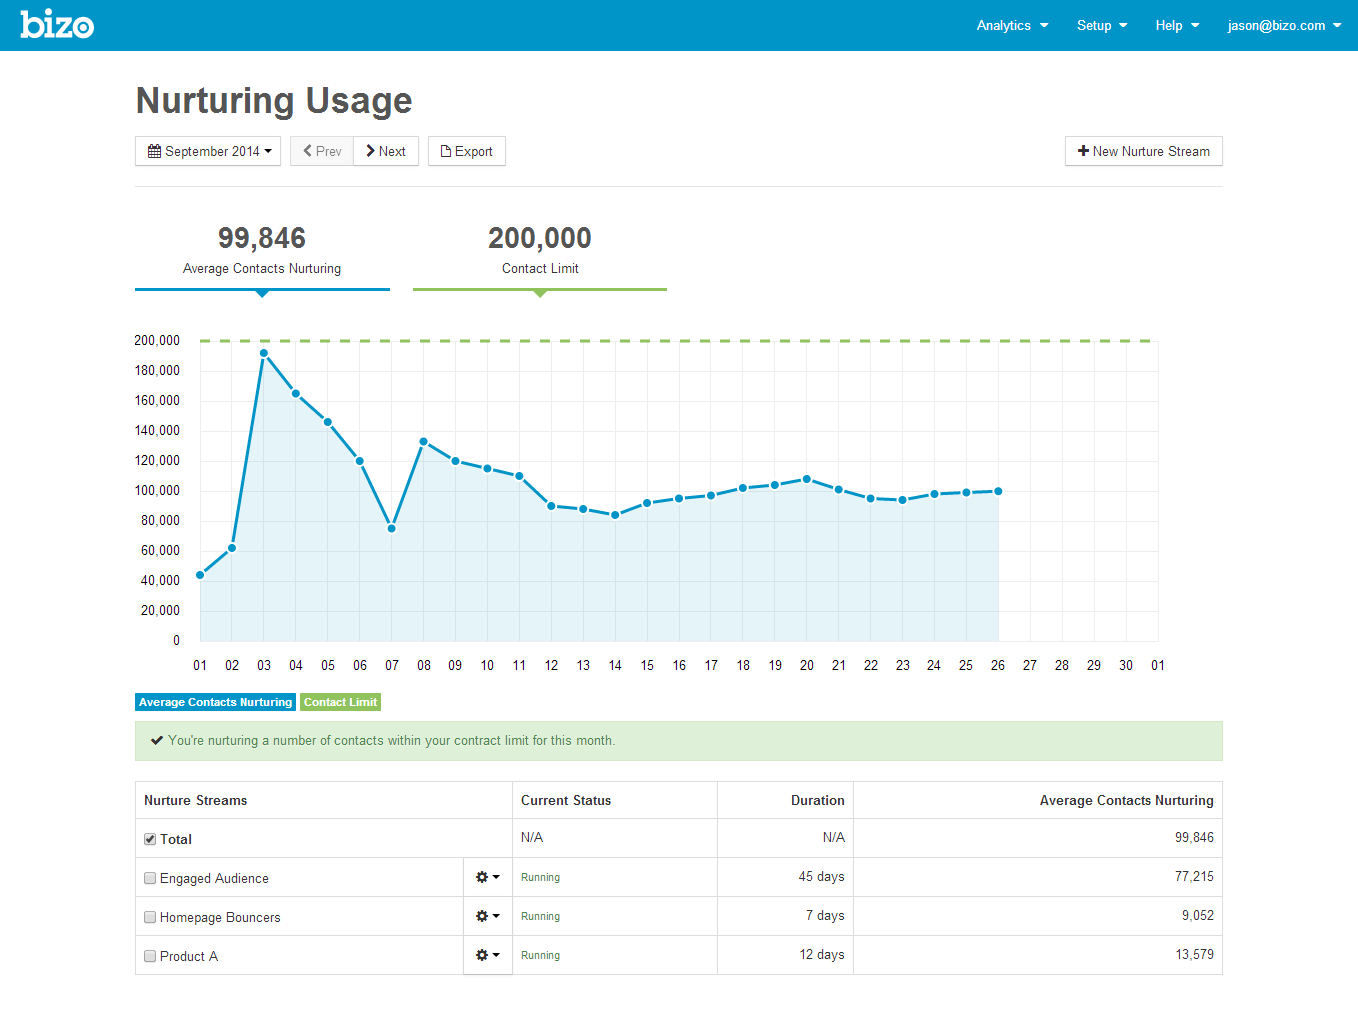 bizo
Analytics Setup Help jason@bizo.com
Nurturing Usage
September 2014 Prev Next Export New Nurture Stream
99,846 200,000
Average Contacts Nurturing Contact Limit
200,000
180,000
160,000
140,000
120,000
100,000
80,000
60,000
40,000
20,000
0
01 02 03 04 05 06 07 08 09 10 11 12 13 14 15 16 17 18 19 20 21 22 23 24 25 26 27 28 29 30 01
Average Contacts Nurturing Contact Limit
You're nurturing a number of contacts within your contract limit for this month.
Nurture Streams Current Status Duration Average Contacts Nurturing
Total N/A N/A 99,846
Engaged Audience Running 45 days 77,215
Homepage Bouncers Running 7 days 9,052
Product A Running 12 days 13,579